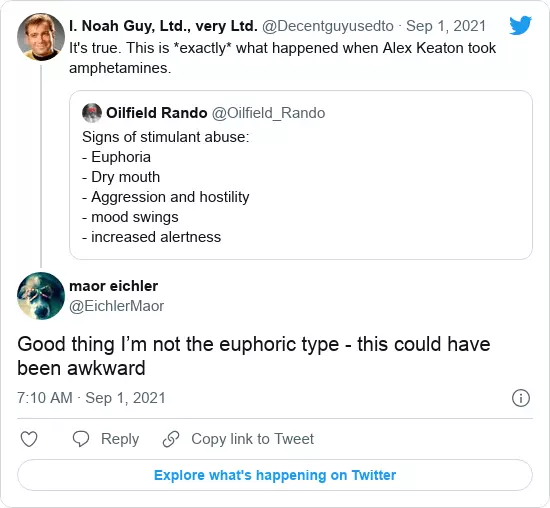 I. Noah Guy, Ltd., very Ltd. @Decentguyusedto · Sep 1, 2021
It's true. This is *exactly* what happened when Alex Keaton took
amphetamines.
Oilfield Rando @Oilfield_Rando
Signs of stimulant abuse:
- Euphoria
- Dry mouth
- Aggression and hostility
- mood swings
- increased alertness
maor eichler
@EichlerMaor
Good thing I’m not the euphoric type - this could have
been awkward
7:10 AM · Sep 1, 2021
Reply Copy link to Tweet
Explore what's happening on Twitter